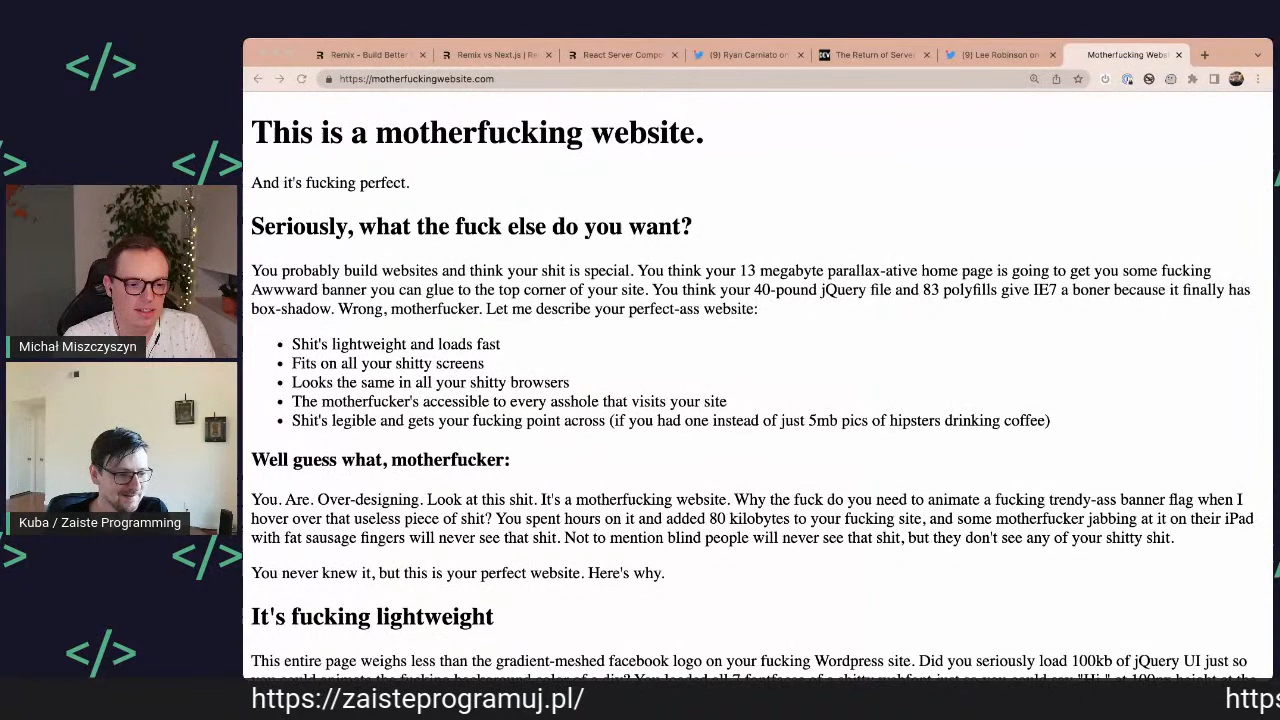 Remix - Build Better
Remix vs Next.js | Re
React Server Compo
(9) Ryan Carniato on
The Return of Server
(9) Lee Robinson on
Motherfucking Websi
https://motherfuckingwebsite.com
This is a motherfucking website.
And it's fucking perfect.
Seriously, what the fuck else do you want?
You probably build websites and think your shit is special. You think your 13 megabyte parallax-ative home page is going to get you some fucking
Awwward banner you can glue to the top corner of your site. You think your 40-pound jQuery file and 83 polyfills give IE7 a boner because it finally has
box-shadow. Wrong, motherfucker. Let me describe your perfect-ass website:
• Shit's lightweight and loads fast
• Fits on all your shitty screens
• Looks the same in all your shitty browsers
• The motherfucker's accessible to every asshole that visits your site
• Shit's legible and gets your fucking point across (if you had one instead of just 5mb pics of hipsters drinking coffee)
Well guess what, motherfucker:
You. Are. Over-designing. Look at this shit. It's a motherfucking website. Why the fuck do you need to animate a fucking trendy-ass banner flag when I
hover over that useless piece of shit? You spent hours on it and added 80 kilobytes to your fucking site, and some motherfucker jabbing at it on their iPad
with fat sausage fingers will never see that shit. Not to mention blind people will never see that shit, but they don't see any of your shitty shit.
You never knew it, but this is your perfect website. Here's why.
It's fucking lightweight
This entire page weighs less than the gradient-meshed facebook logo on your fucking Wordpress site. Did you seriously load 100kb of jQuery UI just so
Michał Miszczyszyn
Kuba / Zaiste Programming
</>
</>
</>
</>
</>
https://zaisteprogramuj.pl/
https